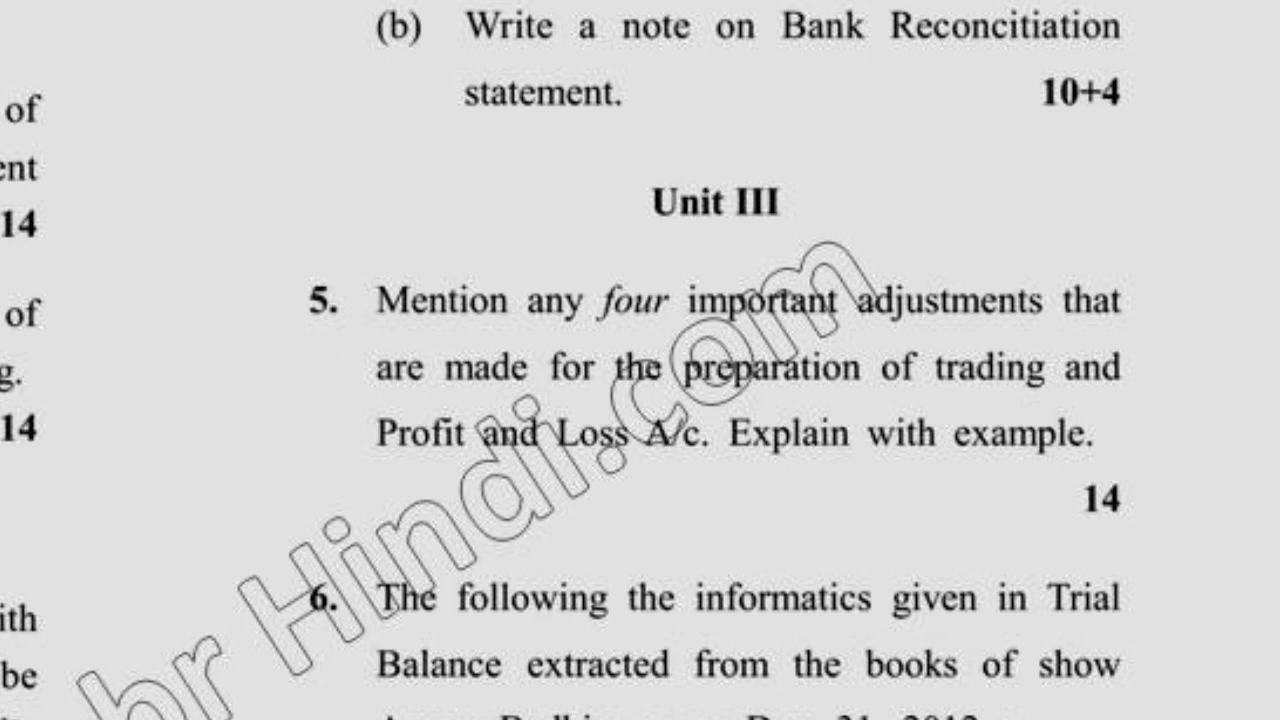 of
ent
14
of
g.
14
ith
be
(b) Write a note on Bank Reconcitiation
statement. 10+4
Unit III
5. Mention any four important adjustments that
are made for the preparation of trading and
Profit and Loss A/c. Explain with example.
14
6. The following the informatics given in Trial
Balance extracted from the books of show
br Hindi.com